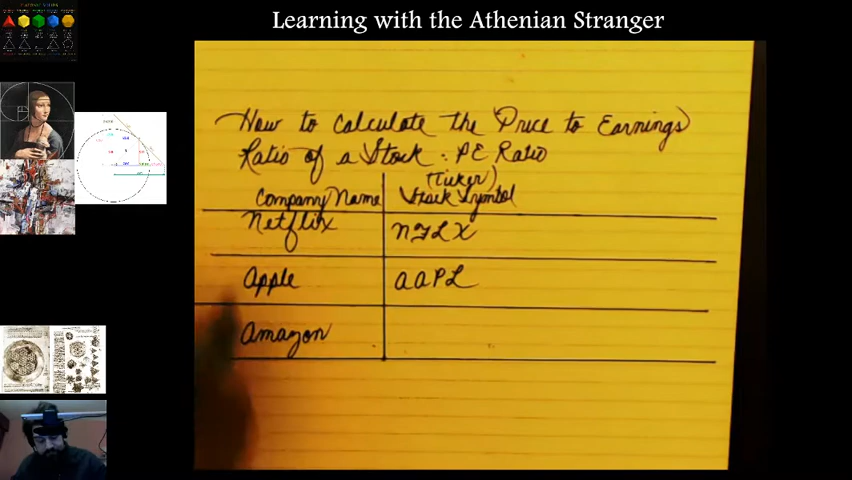 Learning with the Athenian Stranger
How to Calculate the Price to Earnings
Ratio of a Stock : PE Ratio
(Ticker)
Company Name Stock Symbol
Netflix NFLX
Apple AAPL
Amazon